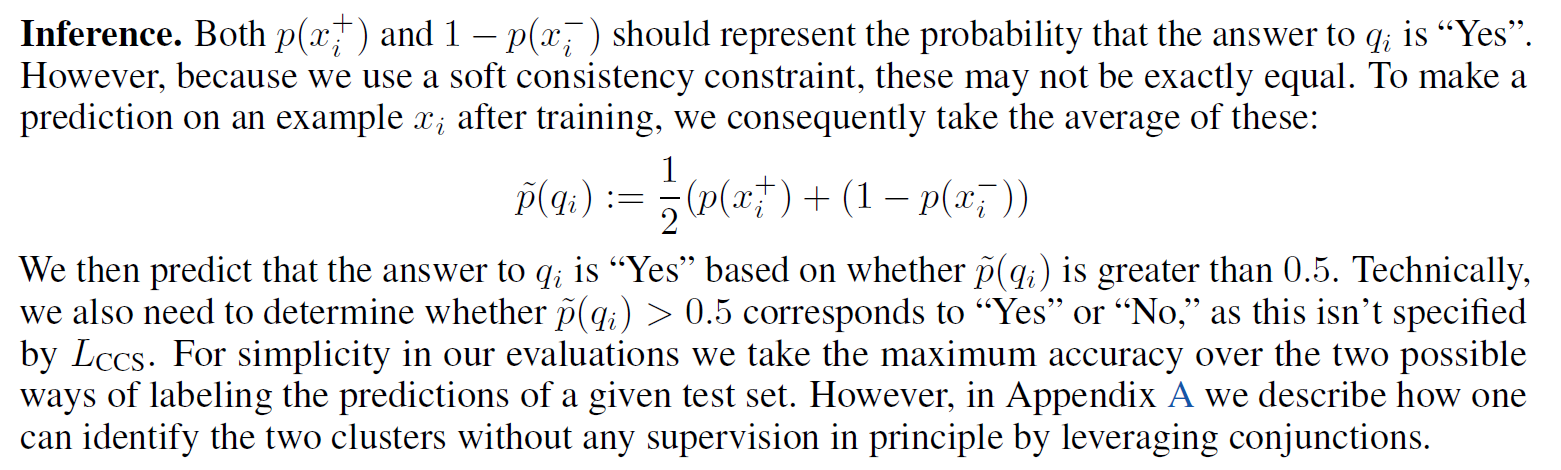 Inference. Both $p(x_i^+)$ and $1 - p(x_i^-)$ should represent the probability that the answer to $q_i$ is “Yes”.
However, because we use a soft consistency constraint, these may not be exactly equal. To make a
prediction on an example $x_i$ after training, we consequently take the average of these:
$\tilde{p}(q_i) := \frac{1}{2}(p(x_i^+) + (1 - p(x_i^-))$
We then predict that the answer to $q_i$ is “Yes” based on whether $\tilde{p}(q_i)$ is greater than 0.5. Technically,
we also need to determine whether $\tilde{p}(q_i) > 0.5$ corresponds to “Yes” or “No,” as this isn’t specified
by $L_{\text{CCS}}$. For simplicity in our evaluations we take the maximum accuracy over the two possible
ways of labeling the predictions of a given test set. However, in Appendix A we describe how one
can identify the two clusters without any supervision in principle by leveraging conjunctions.